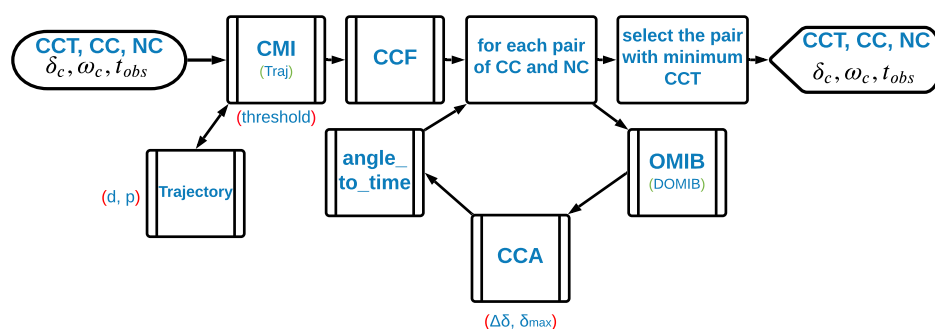 CCT, CC, NC
δc, ωc, tobs
CMI
(Traj)
(threshold)
CCF
for each pair
of CC and NC
select the pair
with minimum
CCT
CCT, CC, NC
δc, ωc, tobs
Trajectory
(d, p)
angle_
to_time
OMIB
(DOMIB)
CCA
(Δδ, δmax)